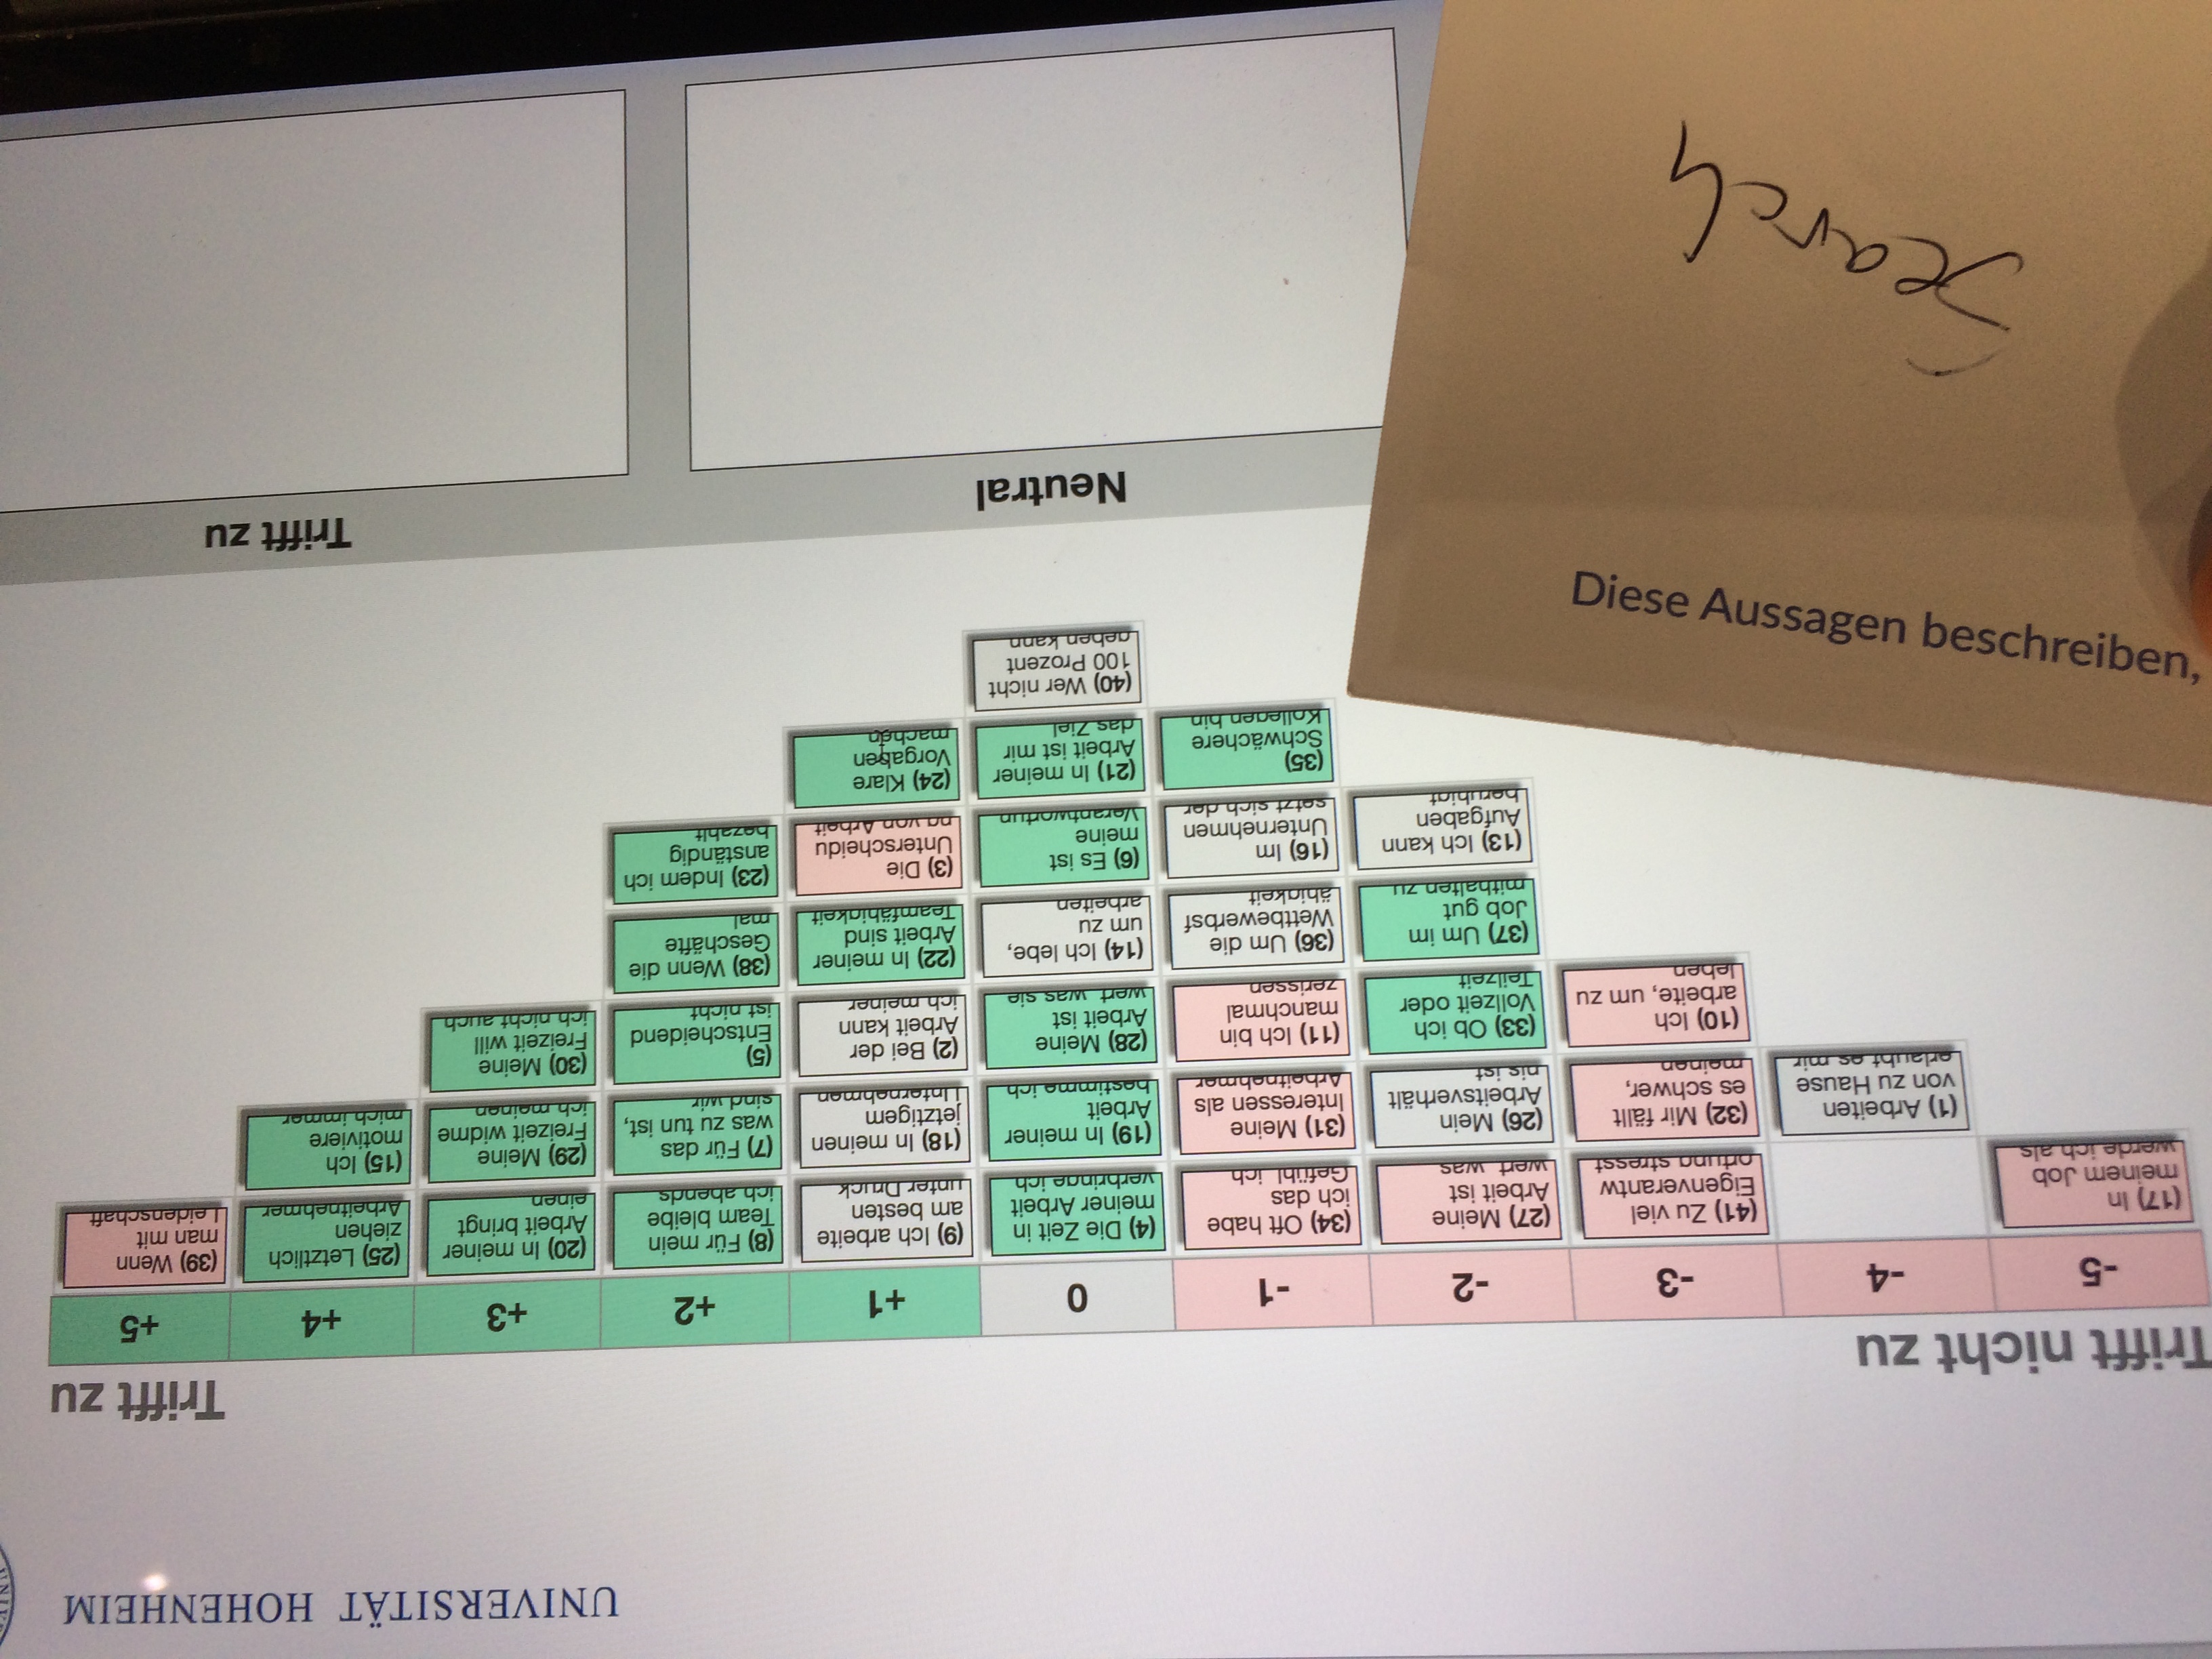 UNIVERSITÄT HOHENHEIM
Trifft nicht zu
Trifft zu
-5
-4
-3
-2
-1
0
+1
+2
+3
+4
+5
(17) In
meinem Job
werde ich als
(1) Arbeiten
von zu Hause
erlaubt es mir
(41) Zu viel
Eigenverantw
ortung stresst
(32) Mir fällt
es schwer,
meinen
(10) Ich
arbeite, um zu
leben
(27) Meine
Arbeit ist
wert, was
(26) Mein
Arbeitsverhält
nis ist
(33) Ob ich
Vollzeit oder
Teilzeit
(37) Um im
Job gut
mithalten zu
(13) Ich kann
Aufgaben
beruhigt
(34) Oft habe
ich das
Gefühl, ich
(31) Meine
Interessen als
Arbeitnehmer
(11) Ich bin
manchmal
zerissen
(36) Um die
Wettbewerbsf
ähigkeit
(16) Im
Unternehmen
setzt sich der
(35)
Schwächere
Kollegen bin
(4) Die Zeit in
meiner Arbeit
verbringe ich
(19) In meiner
Arbeit
bestimme ich
(28) Meine
Arbeit ist
wert, was sie
(14) Ich lebe,
um zu
arbeiten
(6) Es ist
meine
Verantwortun
(21) In meiner
Arbeit ist mir
das Ziel
(40) Wer nicht
100 Prozent
geben kann
(9) Ich arbeite
am besten
unter Druck
(18) In meinen
jetztigem
Unternehmen
(2) Bei der
Arbeit kann
ich meiner
(22) In meiner
Arbeit sind
Teamfähigkeit
(3) Die
Unterscheidu
ng von Arbeit
(24) Klare
Vorgaben
machen
(8) Für mein
Team bleibe
ich abends
(7) Für das
was zu tun ist,
sind wir
(5)
Entscheidend
ist nicht
(38) Wenn die
Geschäfte
mal
(23) Indem ich
anständig
bezahlt
(20) In meiner
Arbeit bringt
einen
(29) Meine
Freizeit widme
ich meinen
(30) Meine
Freizeit will
ich nicht auch
(25) Letztlich
ziehen
Arbeitnehmer
(15) Ich
motiviere
mich immer
(39) Wenn
man mit
Leidenschaft
Neutral
Trifft zu
Diese Aussagen beschreiben,
Search